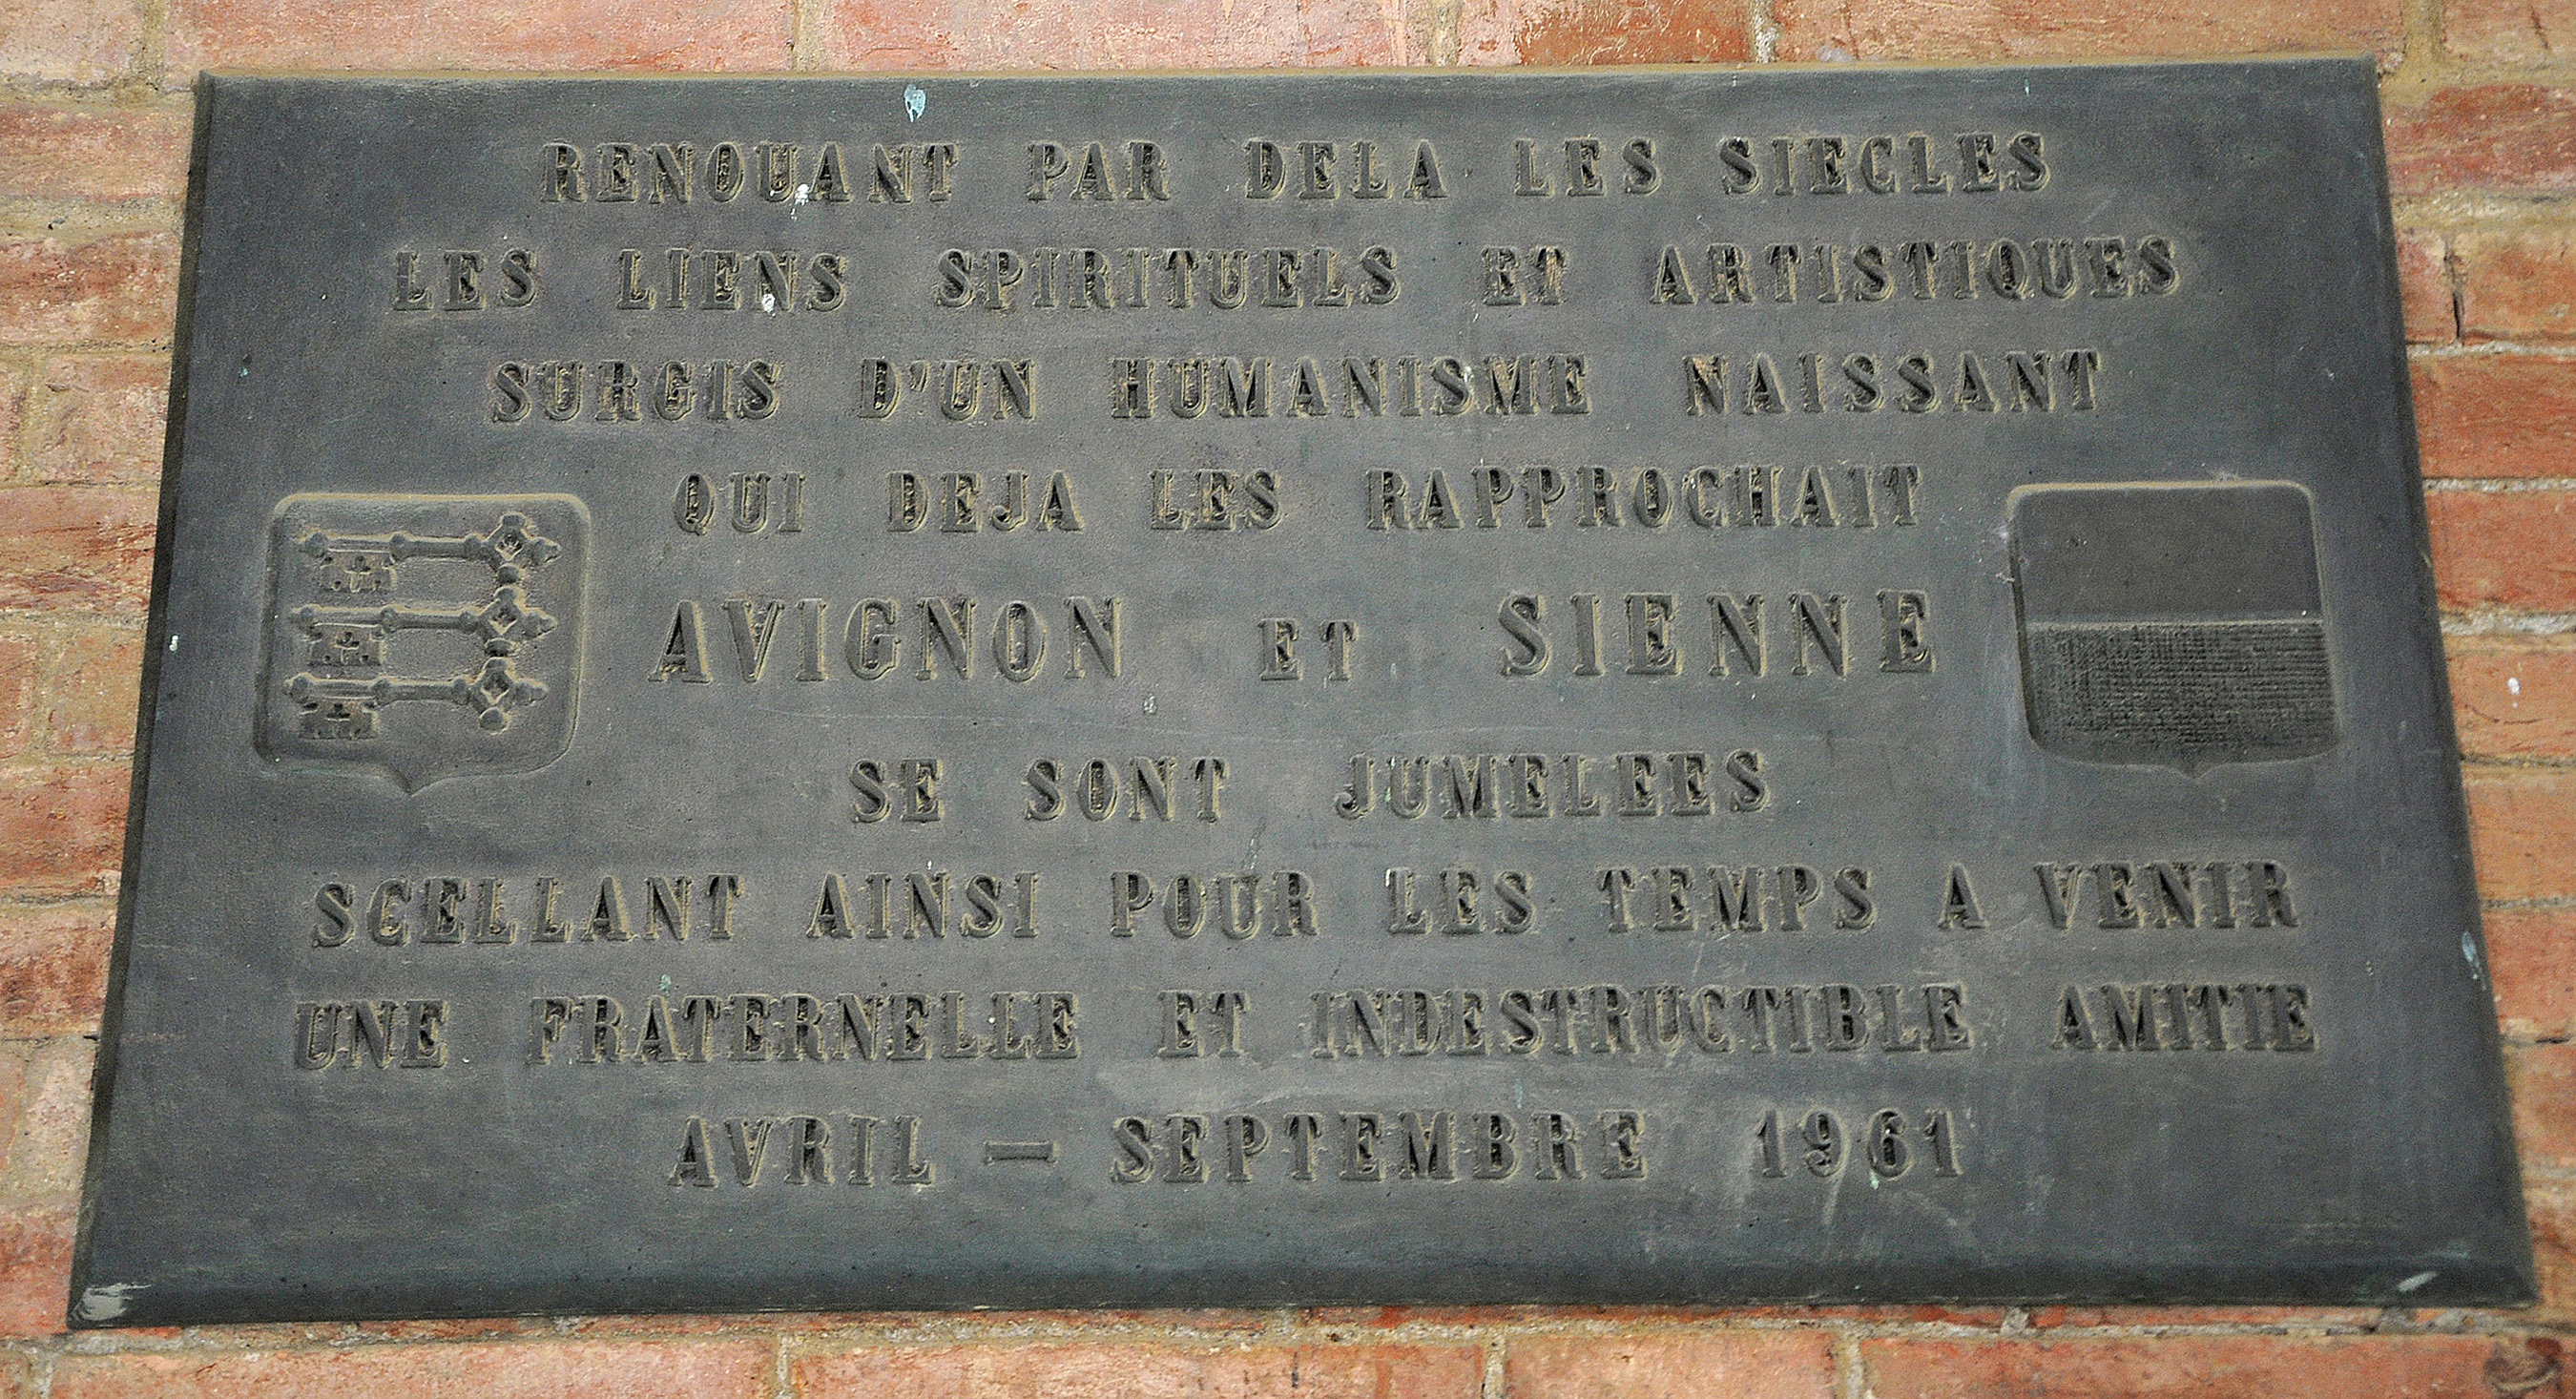 RENOUANT PAR DELA LES SIECLES
LES LIENS SPIRITUELS ET ARTISTIQUES
SURGIS D'UN HUMANISME NAISSANT
QUI DEJA LES RAPPROCHAIT
AVIGNON ET SIENNE
SE SONT JUMELEES
SCELLANT AINSI POUR LES TEMPS A VENIR
UNE FRATERNELLE ET INDESTRUCTIBLE AMITIE
AVRIL — SEPTEMBRE 1961